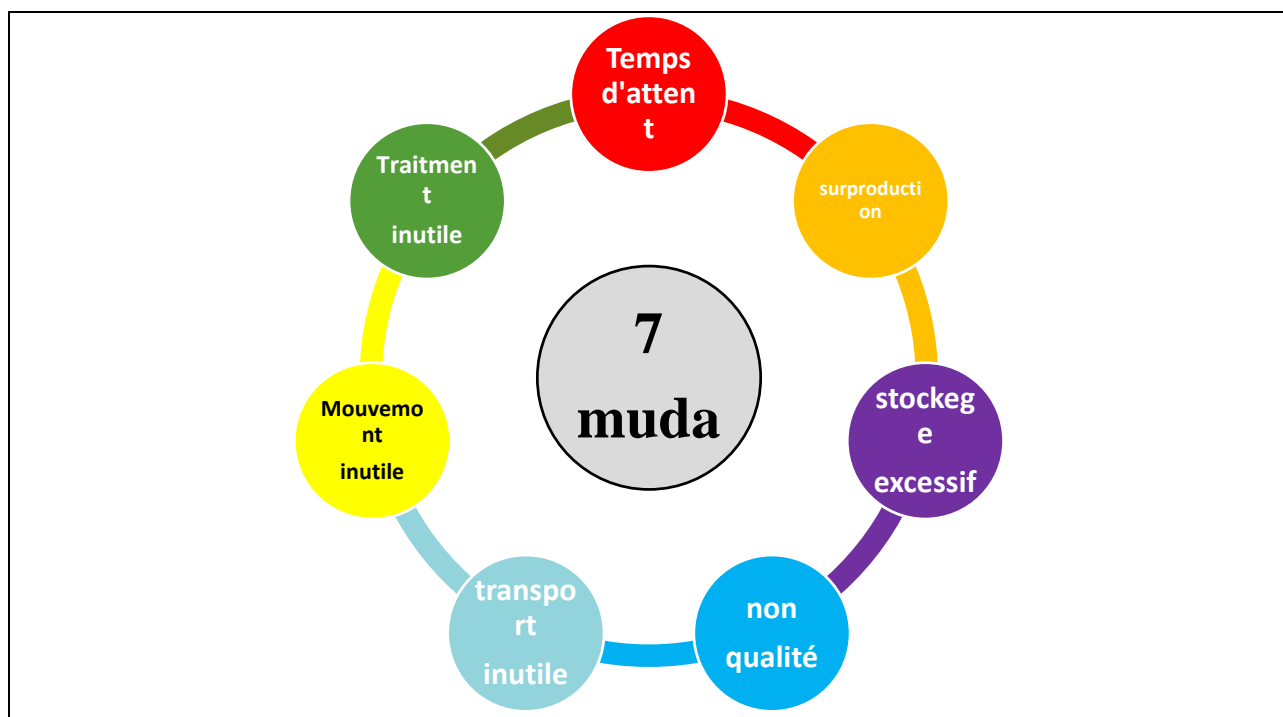 Temps
d'atten
t
surproducti
on
stockeg
e
excessif
non
qualité
transpo
rt
inutile
Mouvemo
nt
inutile
Traitmen
t
inutile
7
muda